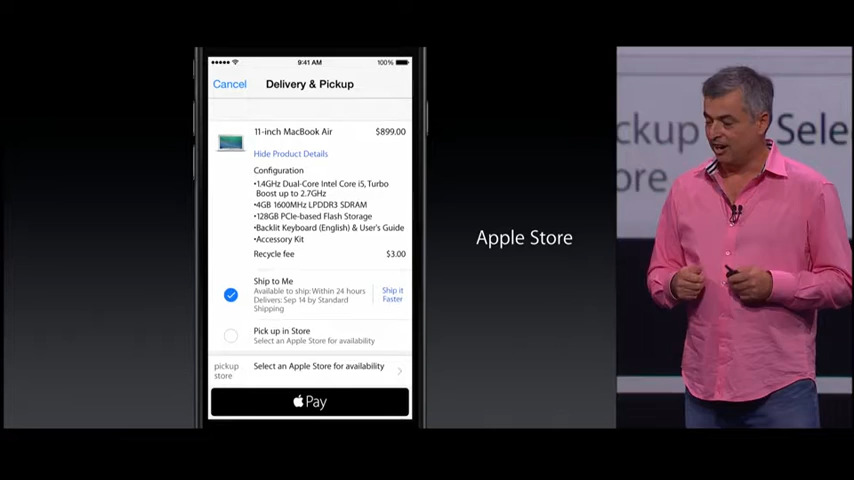 9:41 AM
100%
Cancel
Delivery & Pickup
11-inch MacBook Air
$899.00
Hide Product Details
Configuration
•1.4GHz Dual-Core Intel Core i5, Turbo
Boost up to 2.7GHz
•4GB 1600MHz LPDDR3 SDRAM
•128GB PCIe-based Flash Storage
•Backlit Keyboard (English) & User's Guide
•Accessory Kit
Recycle fee
$3.00
Ship to Me
Available to ship: Within 24 hours
Delivers: Sep 14 by Standard
Shipping
Ship it
Faster
Pick up in Store
Select an Apple Store for availability
pickup
store
Select an Apple Store for availability
Pay
Apple Store
ckup
Sele
ore